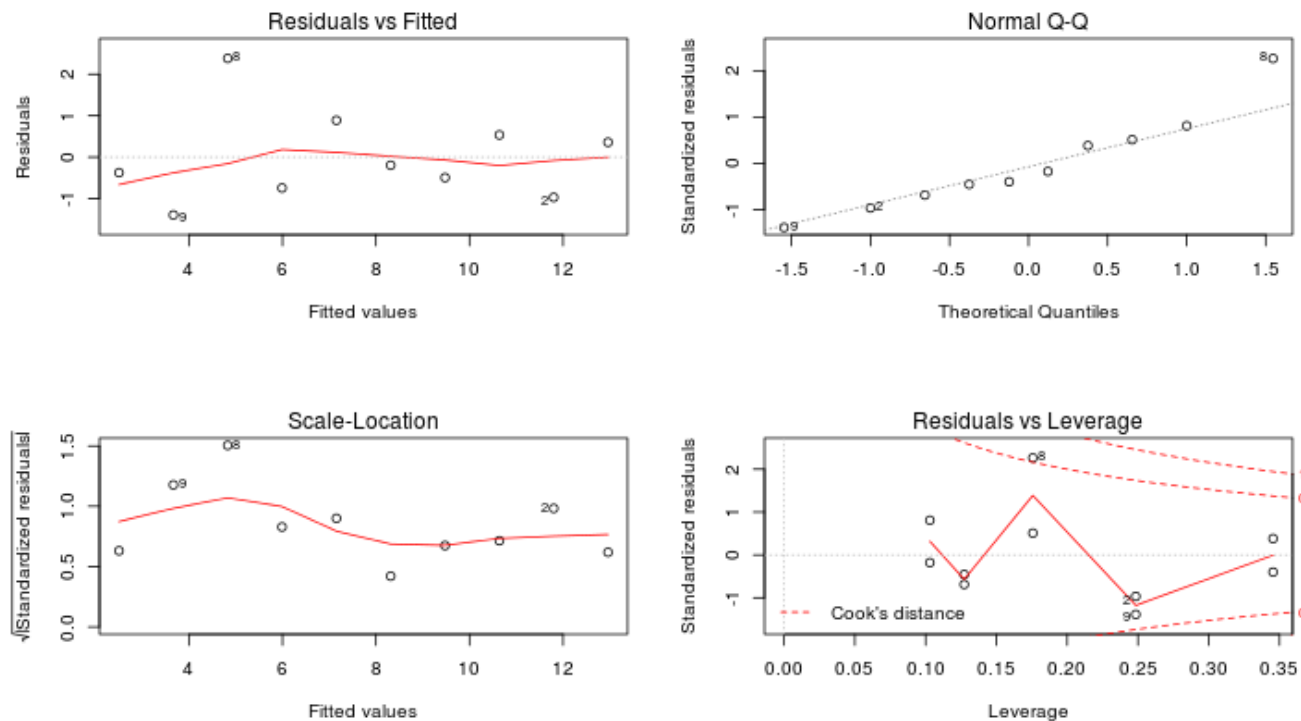 Residuals vs Fitted
Residuals
2
1
0
-1
8
9
2
4 6 8 10 12
Fitted values
Normal Q-Q
Standardized residuals
2
1
0
-1
8
2
9
-1.5 -1.0 -0.5 0.0 0.5 1.0 1.5
Theoretical Quantiles
Scale-Location
√|Standardized residuals|
1.5
1.0
0.5
0.0
8
9
2
4 6 8 10 12
Fitted values
Residuals vs Leverage
Standardized residuals
2
1
0
-1
8
2
9
Cook's distance
0.00 0.05 0.10 0.15 0.20 0.25 0.30 0.35
Leverage